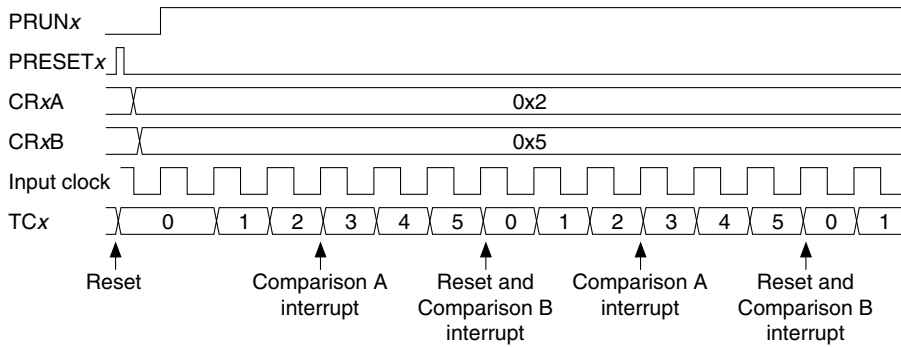 PRUNx
PRESETx
CRxA 0x2
CRxB 0x5
Input clock
TCx 0 1 2 3 4 5 0 1 2 3 4 5 0 1
Reset Comparison A Reset and Comparison A Reset and
interrupt Comparison B interrupt Comparison B
interrupt interrupt